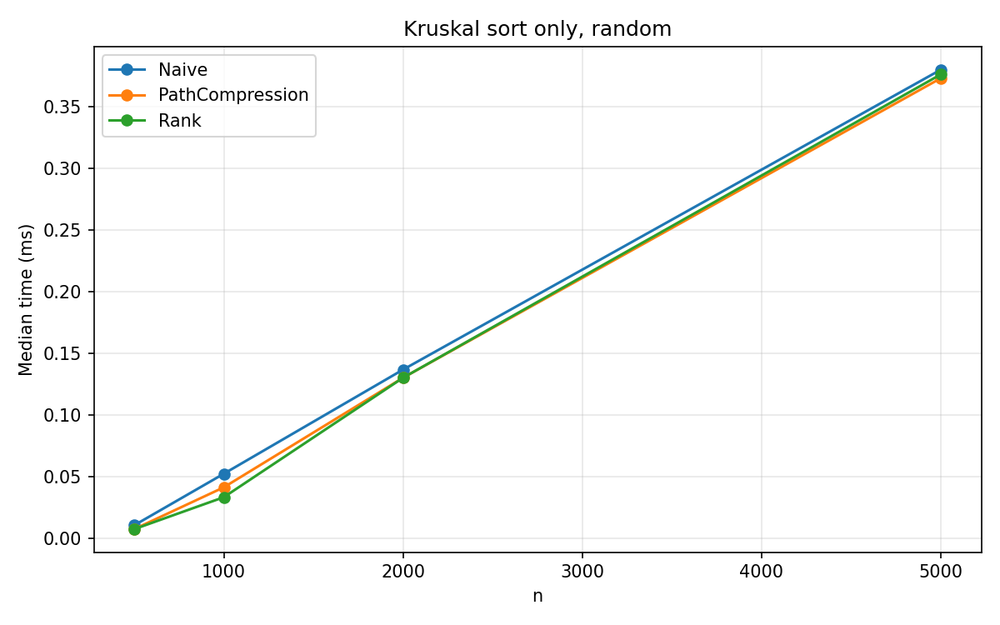 Kruskal sort only, random
Naive
PathCompression
Rank
Median time (ms)
0.35
0.30
0.25
0.20
0.15
0.10
0.05
0.00
1000 2000 3000 4000 5000
n